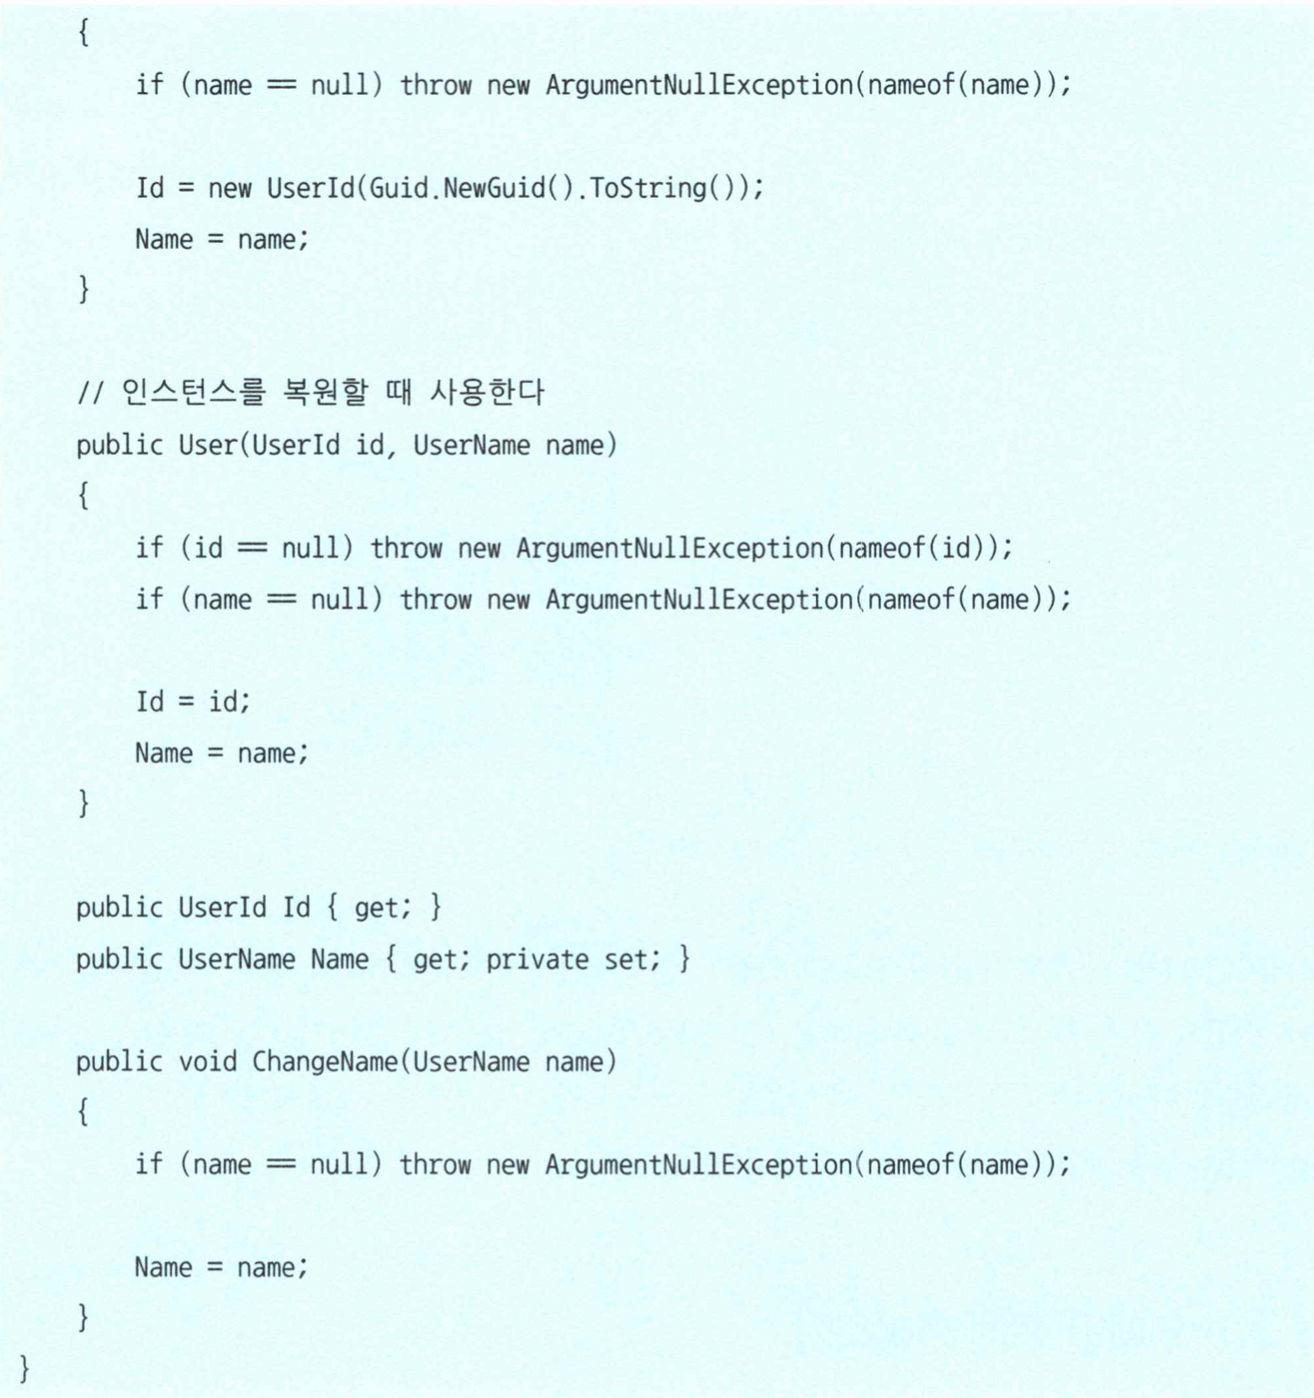 {
if (name == null) throw new ArgumentNullException(nameof(name));
Id = new UserId(Guid.NewGuid().ToString());
Name = name;
}
// 인스턴스를 복원할 때 사용한다
public User(UserId id, UserName name)
{
if (id == null) throw new ArgumentNullException(nameof(id));
if (name == null) throw new ArgumentNullException(nameof(name));
Id = id;
Name = name;
}
public UserId Id { get; }
public UserName Name { get; private set; }
public void ChangeName(UserName name)
{
if (name == null) throw new ArgumentNullException(nameof(name));
Name = name;
}
}